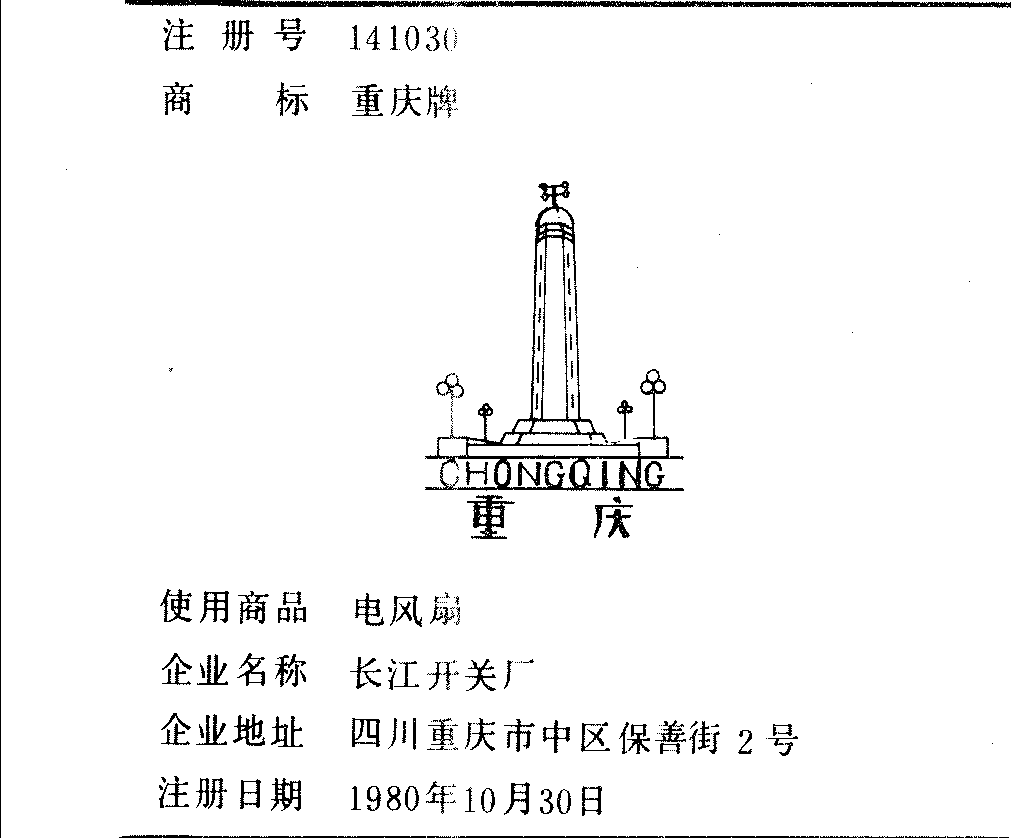 注册号 141030
商标 重庆牌
CHONGQING
重庆
使用商品 电风扇
企业名称 长江开关厂
企业地址 四川重庆市中区保善街2号
注册日期 1980年10月30日